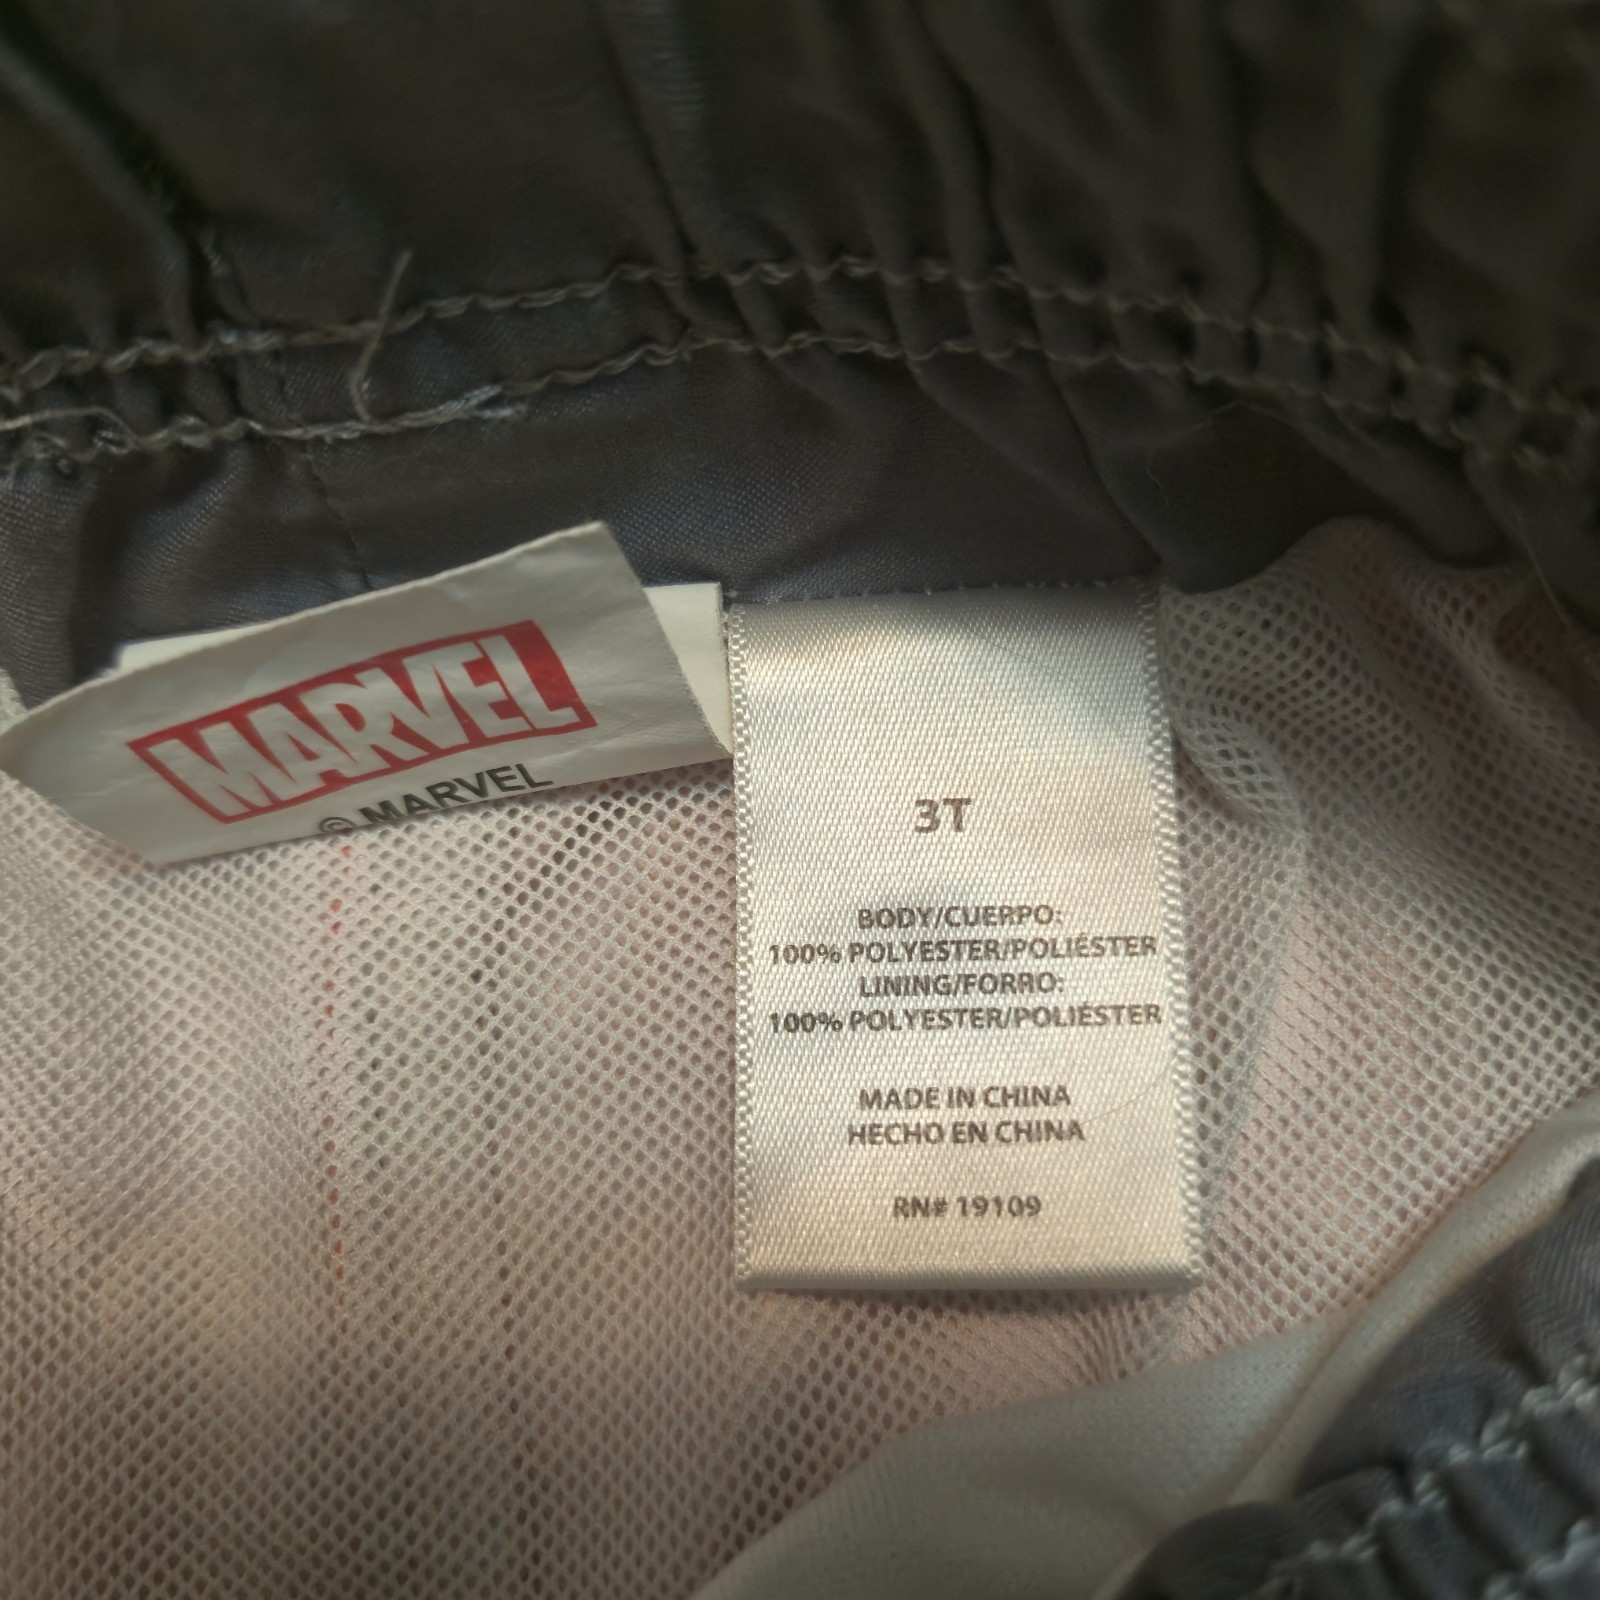 MARVEL
© MARVEL
3T
BODY/CUERPO:
100% POLYESTER/POLIÉSTER
LINING/FORRO:
100% POLYESTER/POLIÉSTER
MADE IN CHINA
HECHO EN CHINA
RN# 19109